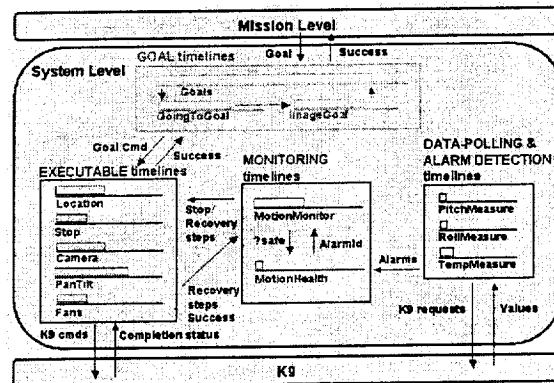 Mission Level
GOAL timelines
Goal
Success
System Level
Goals
GoingToGoal
ImageGoal
Goal Cmd
Success
EXECUTABLE timelines
MONITORING
timelines
DATA-POLLING &
ALARM DETECTION
timelines
Location
Stop
Camera
PanTilt
Fans
Stop/
Recovery
steps
MotionMonitor
?safe
AlarmId
MotionHealth
Alarms
PitchMeasure
RollMeasure
TempMeasure
Recovery
steps
Success
K9 cmds
Completion status
K9 requests
Values
K9